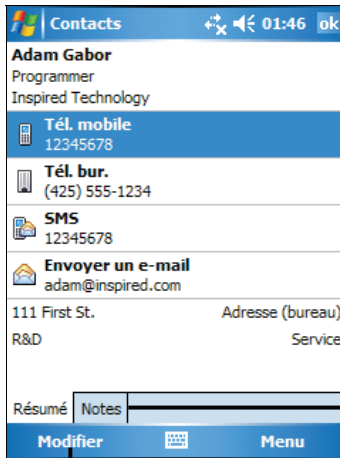 Contacts 01:46 ok
Adam Gabor
Programmer
Inspired Technology
Tél. mobile
12345678
Tél. bur.
(425) 555-1234
SMS
12345678
Envoyer un e-mail
adam@inspired.com
111 First St. Adresse (bureau)
R&D Service
Résumé Notes
Modifier Menu